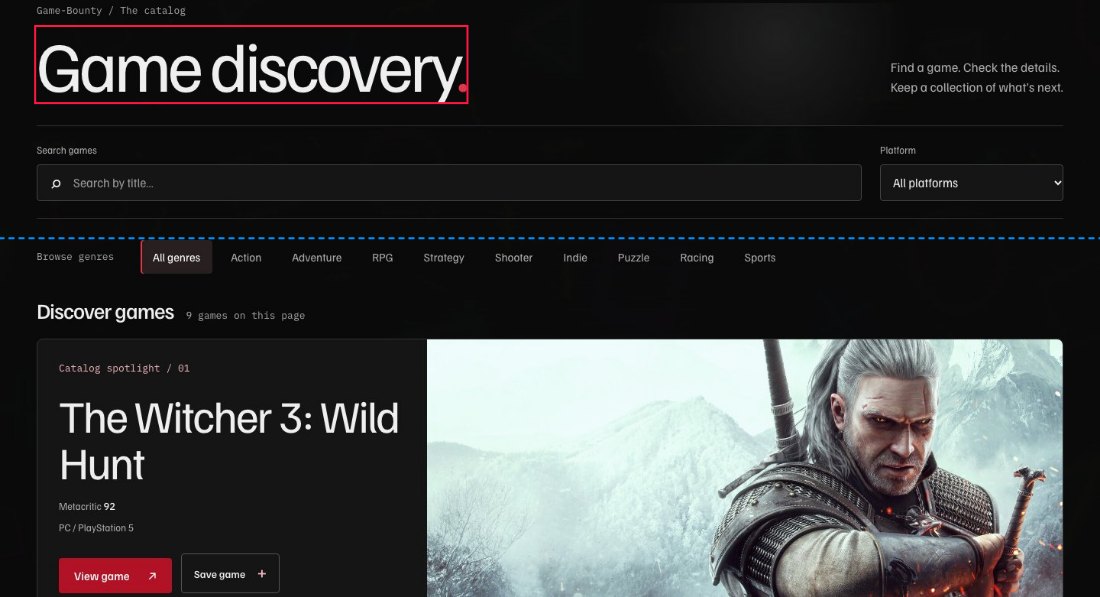 Game-Bounty / The catalog
Game discovery.
Find a game. Check the details.
Keep a collection of what's next.
Search games
Platform
Search by title...
All platforms
Browse genres
All genres
Action
Adventure
RPG
Strategy
Shooter
Indie
Puzzle
Racing
Sports
Discover games
9 games on this page
Catalog spotlight / 01
The Witcher 3: Wild
Hunt
Metacritic 92
PC / PlayStation 5
View game
Save game